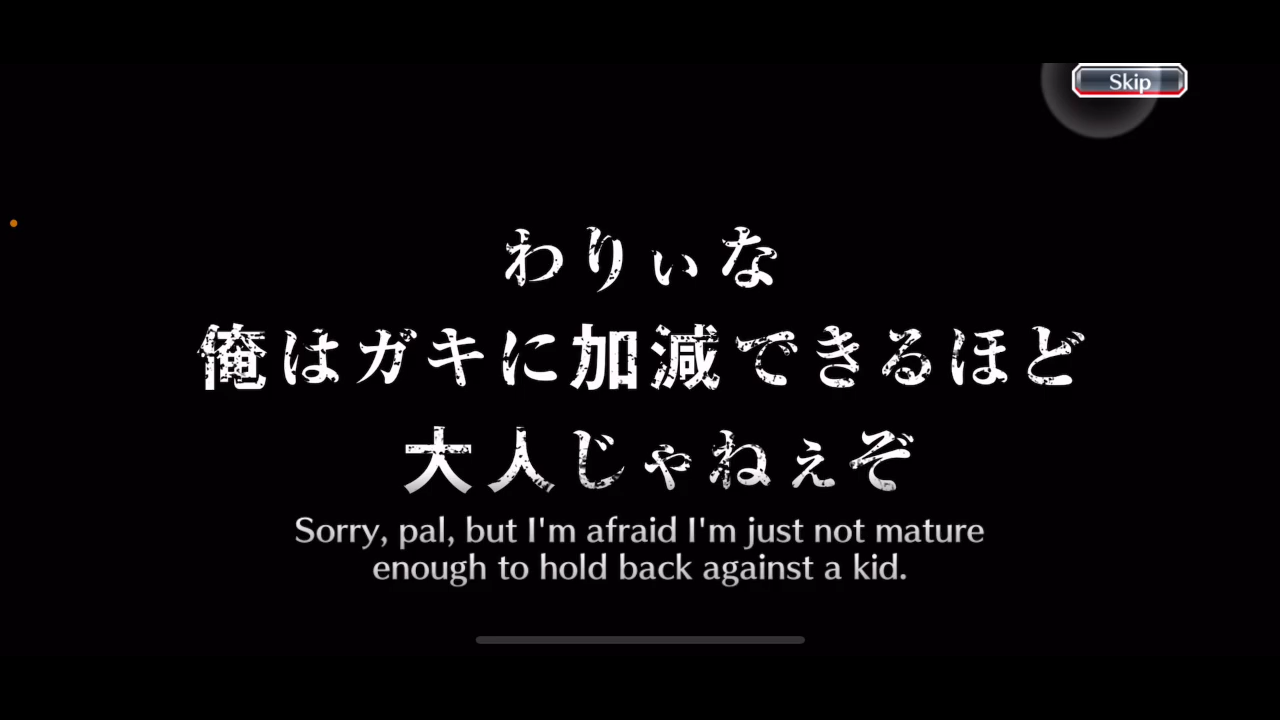 Skip
わりぃな
俺はガキに加減できるほど
大人じゃねぇぞ
Sorry, pal, but I'm afraid I'm just not mature
enough to hold back against a kid.